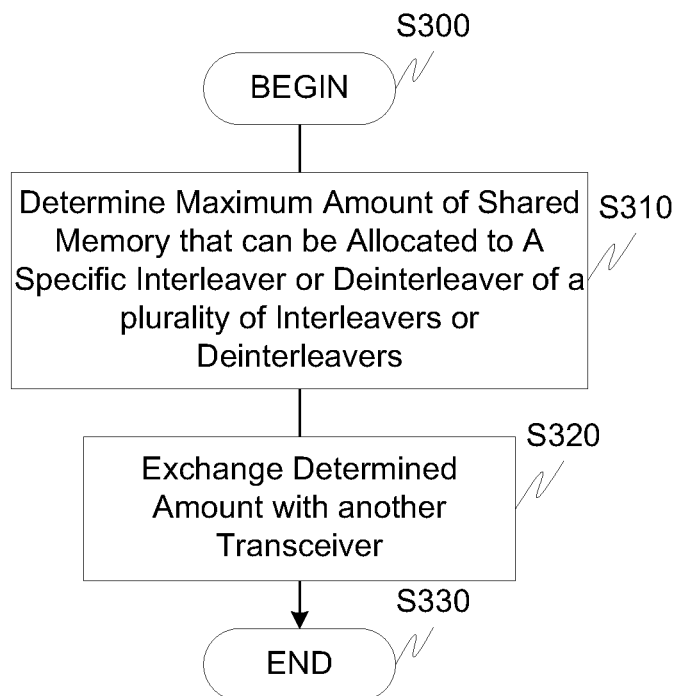 S300
BEGIN
Determine Maximum Amount of Shared
Memory that can be Allocated to A
Specific Interleaver or Deinterleaver of a
plurality of Interleavers or
Deinterleavers
S310
S320
Exchange Determined
Amount with another
Transceiver
S330
END